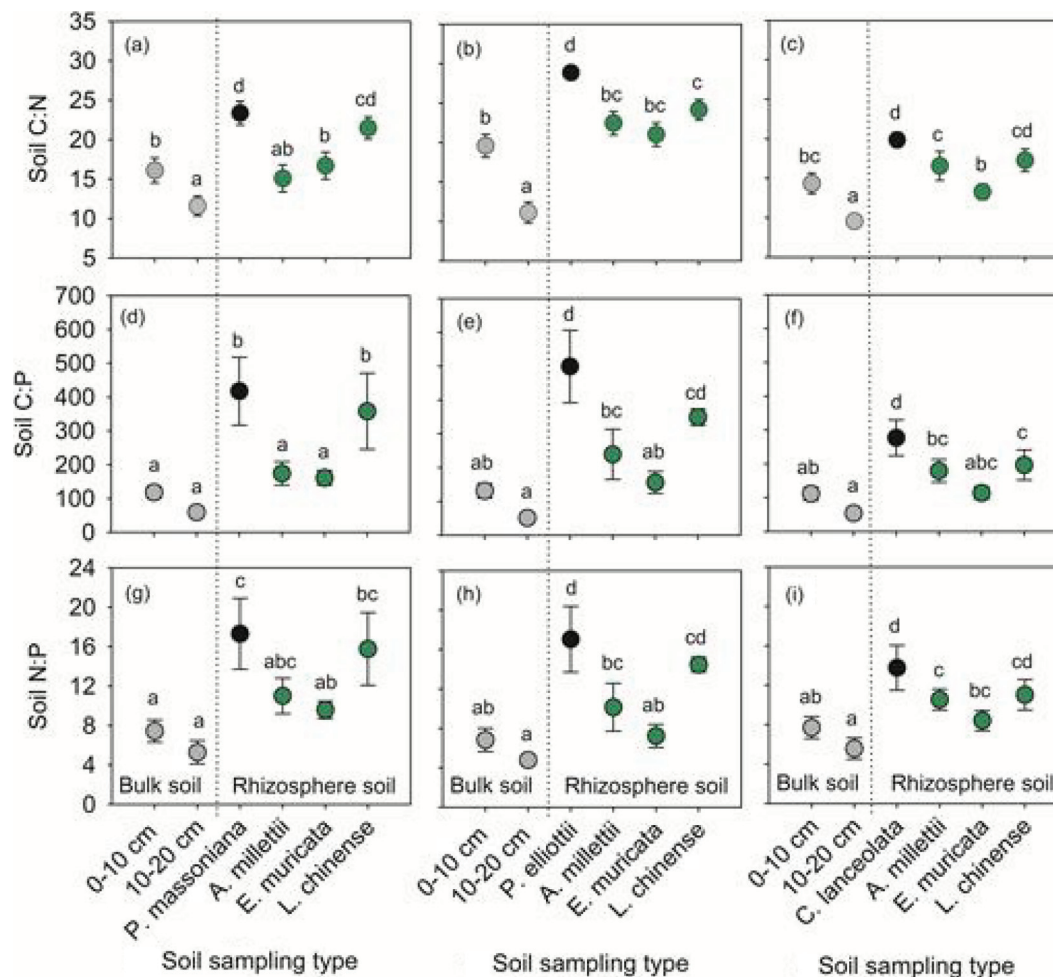 (a)
(b)
(c)
Soil C:N
35
30
25
20
15
10
5
b
a
d
ab
b
cd
b
a
d
bc
bc
c
bc
a
d
c
b
cd
(d)
(e)
(f)
Soil C:P
700
600
500
400
300
200
100
0
a
a
b
a
a
b
ab
a
d
bc
ab
cd
ab
a
d
bc
abc
c
(g)
(h)
(i)
Soil N:P
24
20
16
12
8
4
0
a
a
c
abc
ab
bc
ab
a
d
bc
ab
cd
ab
a
d
c
bc
cd
Bulk soil
Rhizosphere soil
Bulk soil
Rhizosphere soil
Bulk soil
Rhizosphere soil
0-10 cm
10-20 cm
P. massoniana
A. millettii
E. muricata
L. chinense
0-10 cm
10-20 cm
P. elliottii
A. millettii
E. muricata
L. chinense
0-10 cm
10-20 cm
C. lanceolata
A. millettii
E. muricata
L. chinense
Soil sampling type
Soil sampling type
Soil sampling type